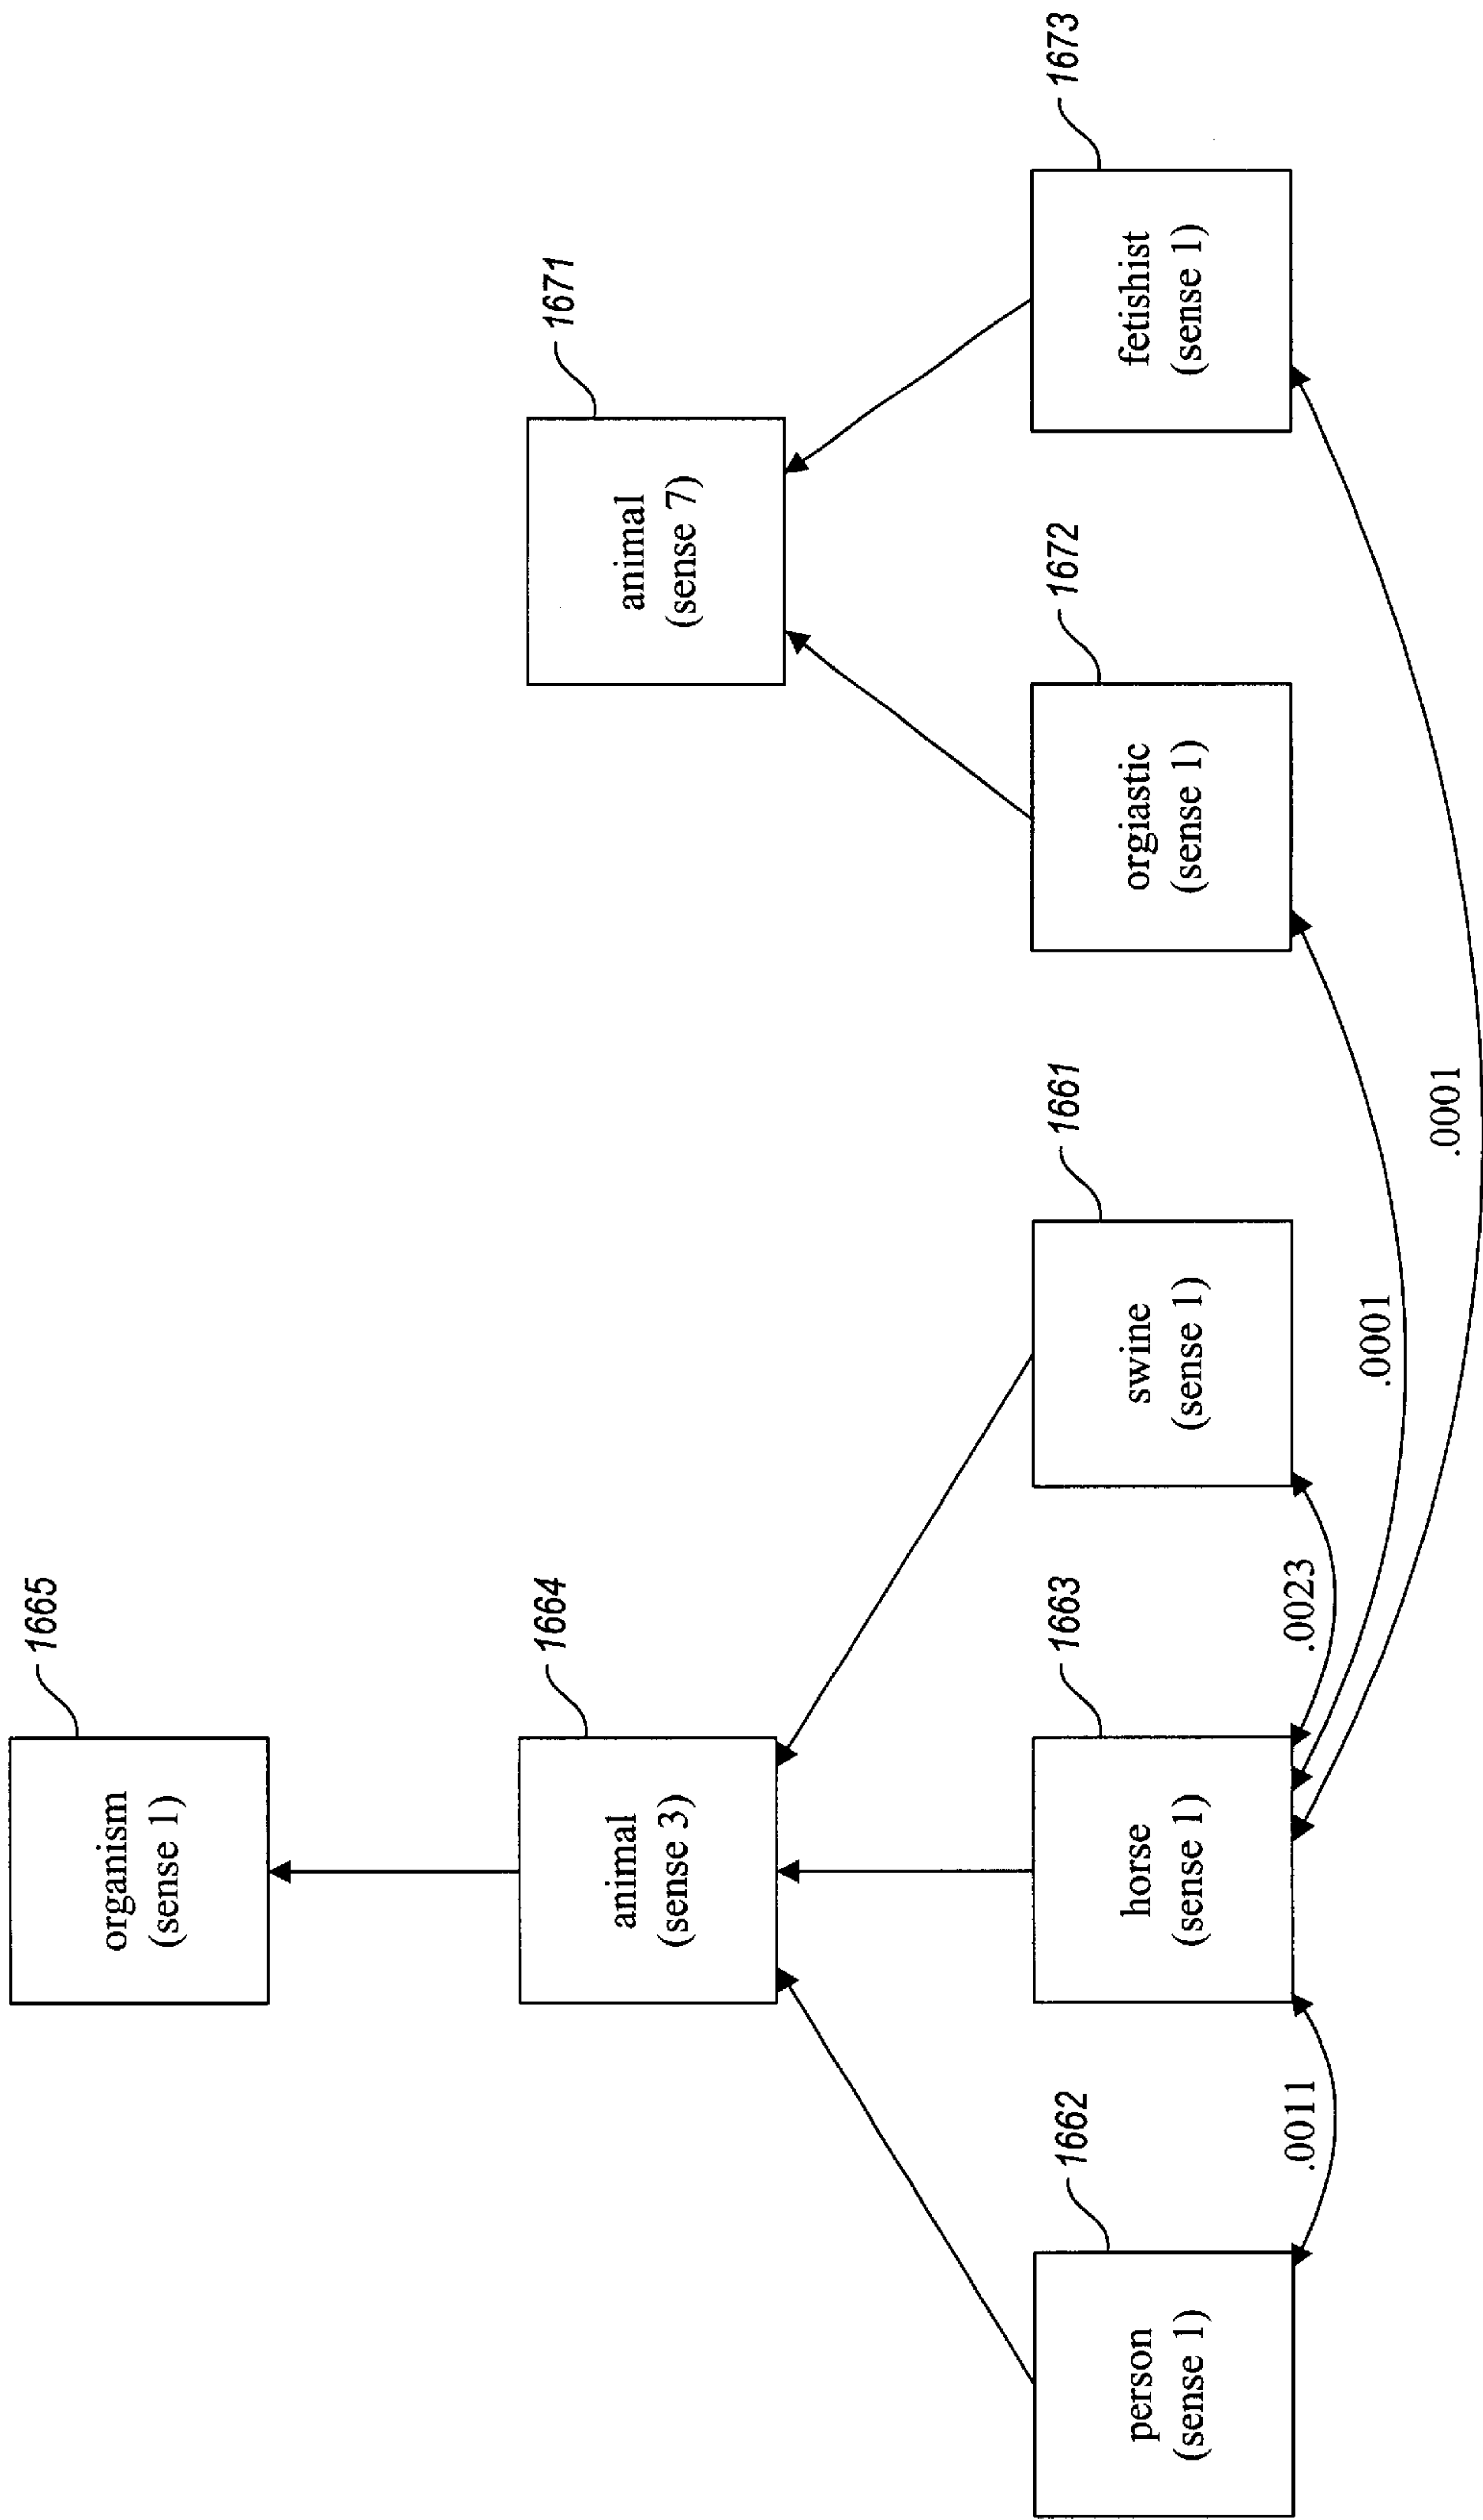 1665
organism
(sense 1)
1664
animal
(sense 3)
1671
animal
(sense 7)
1662
person
(sense 1)
1663
horse
(sense 1)
1661
swine
(sense 1)
1672
orgiastic
(sense 1)
1673
fetishist
(sense 1)
.0011
.0023
.0001
.0001